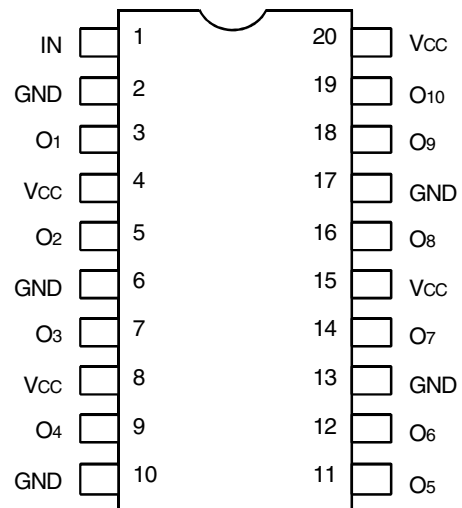 IN 1 20 VCC
GND 2 19 O10
O1 3 18 O9
VCC 4 17 GND
O2 5 16 O8
GND 6 15 VCC
O3 7 14 O7
VCC 8 13 GND
O4 9 12 O6
GND 10 11 O5